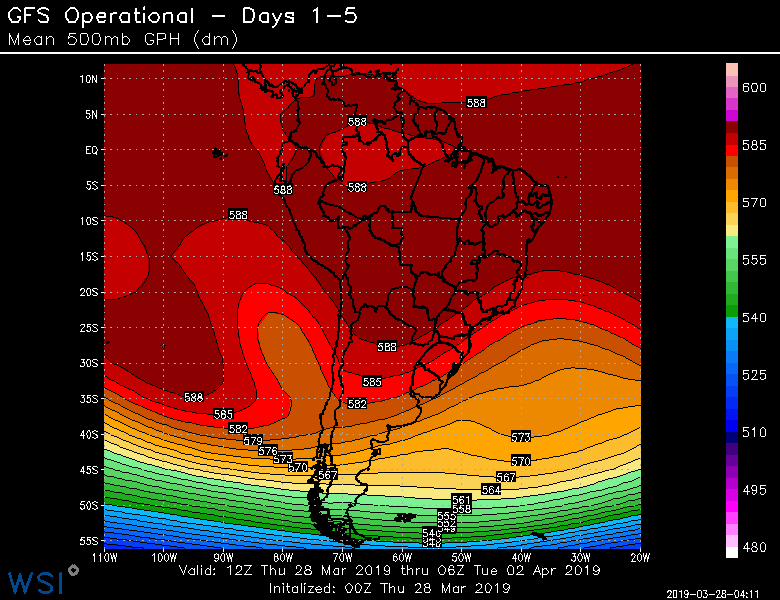 GFS Operational – Days 1–5
Mean 500mb GPH (dm)
10N
5N
EQ
5S
10S
15S
20S
25S
30S
35S
40S
45S
50S
55S
110W 100W 90W 80W 70W 60W 50W 40W 30W 20W
588
588
588
588
588
588
585
582
588
585
582
579
576
573
570
567
573
570
567
564
561
558
555
552
549
546
600
585
570
555
540
525
510
495
480
Valid: 12Z Thu 28 Mar 2019 thru 06Z Tue 02 Apr 2019
Initalized: 00Z Thu 28 Mar 2019
WSI
2019-03-28-04:11